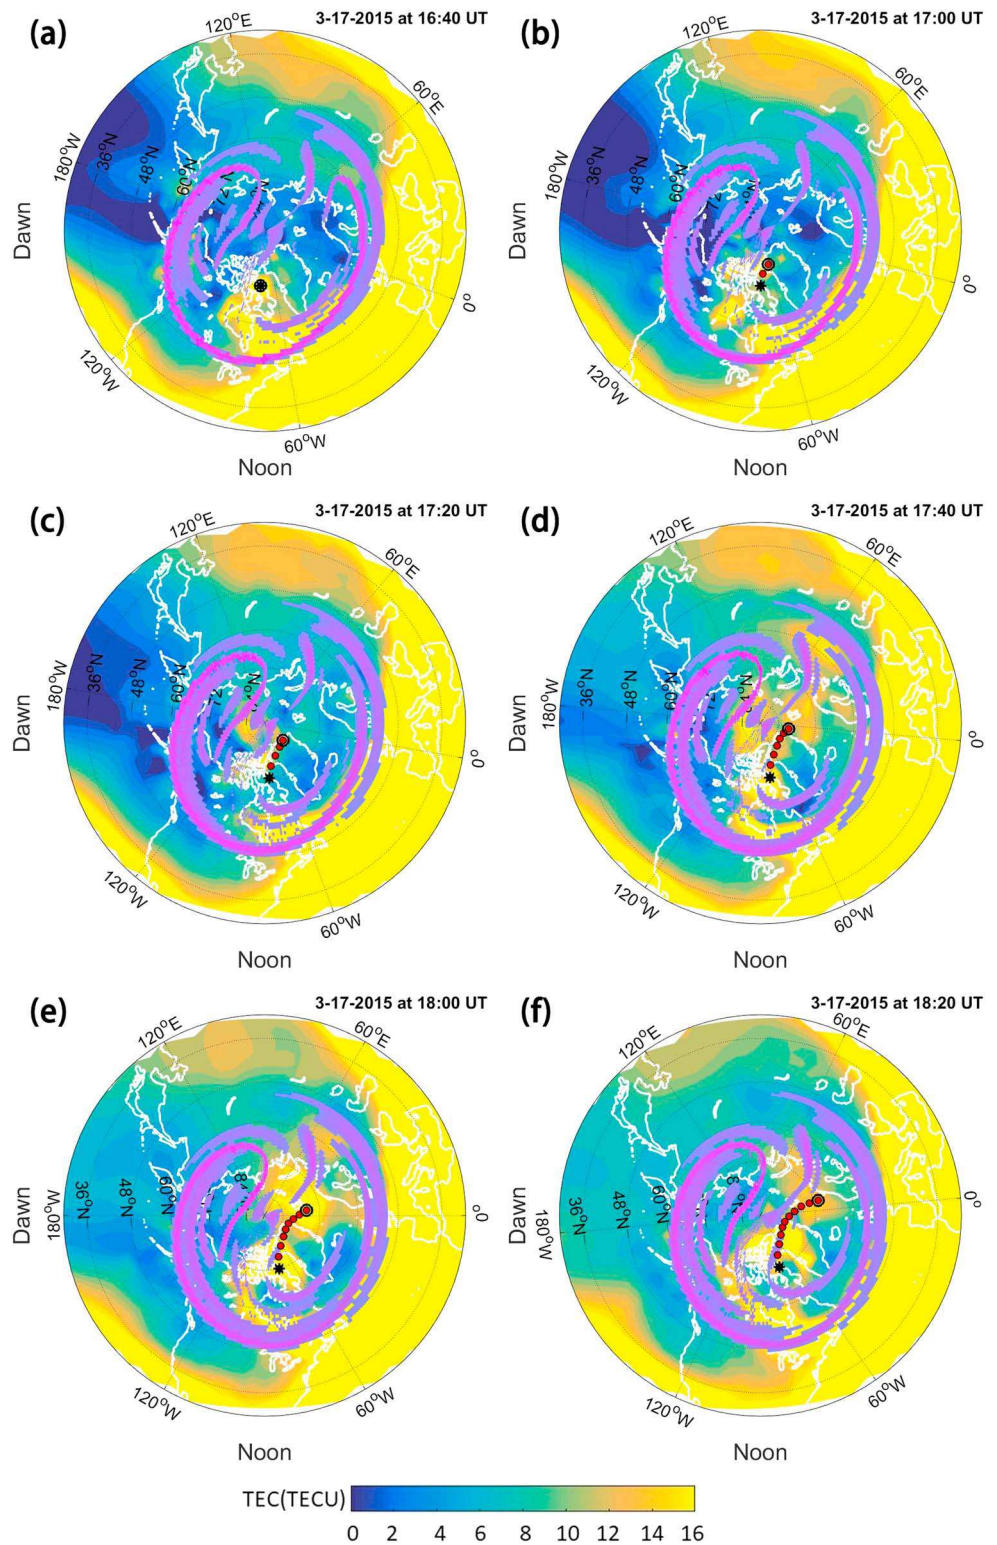 (a)
3-17-2015 at 16:40 UT
120°E
60°E
180°W
36°N
48°N
60°N
Dawn
0°
120°W
60°W
Noon
(b)
3-17-2015 at 17:00 UT
120°E
60°E
180°W
36°N
48°N
60°N
Dawn
0°
120°W
60°W
Noon
(c)
3-17-2015 at 17:20 UT
120°E
60°E
180°W
36°N
48°N
60°N
Dawn
0°
120°W
60°W
Noon
(d)
3-17-2015 at 17:40 UT
120°E
60°E
180°W
36°N
48°N
60°N
Dawn
0°
120°W
60°W
Noon
(e)
3-17-2015 at 18:00 UT
120°E
60°E
180°W
36°N
48°N
60°N
Dawn
0°
120°W
60°W
Noon
(f)
3-17-2015 at 18:20 UT
120°E
60°E
180°W
36°N
48°N
60°N
Dawn
0°
120°W
60°W
Noon
TEC(TECU)
0 2 4 6 8 10 12 14 16